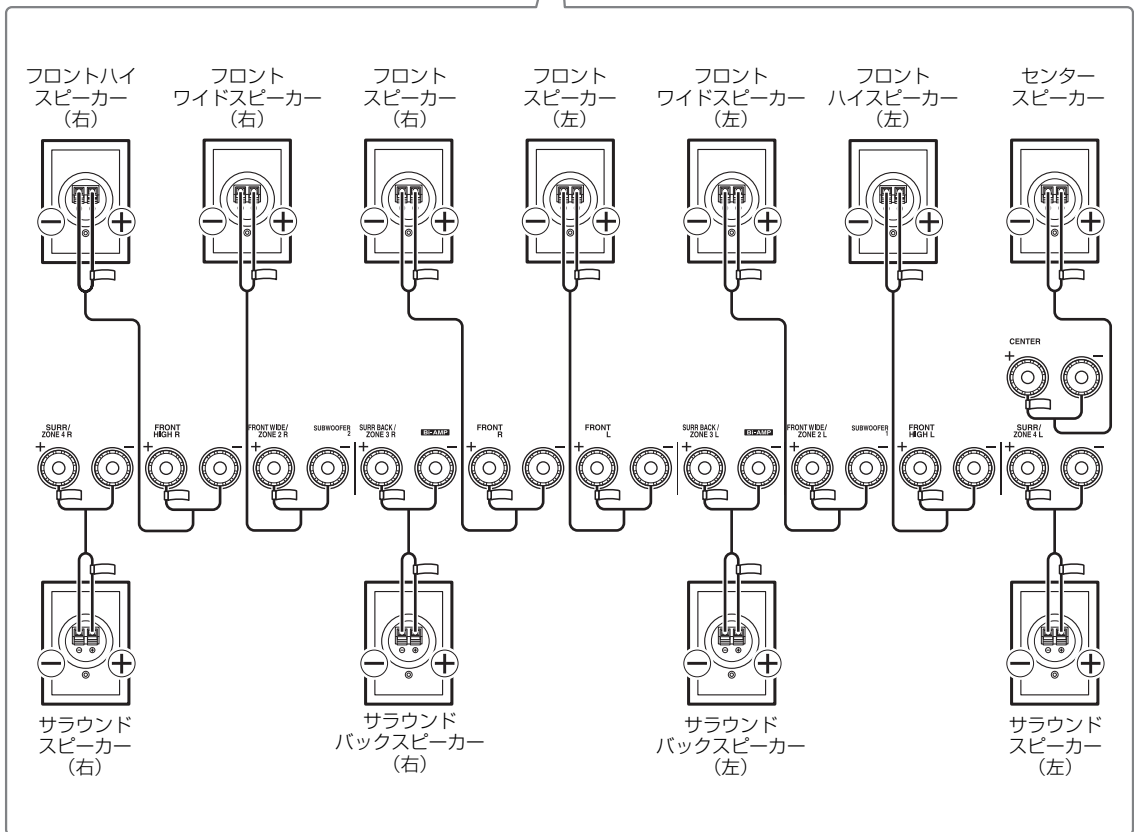 フロントハイ
スピーカー
（右）
フロント
ワイドスピーカー
（右）
フロント
スピーカー
（右）
フロント
スピーカー
（左）
フロント
ワイドスピーカー
（左）
フロント
ハイスピーカー
（左）
センター
スピーカー
CENTER
SURR/
ZONE 4 R
FRONT
HIGH R
FRONT WIDE/
ZONE 2 R
SUBWOOFER
2
SURR BACK /
ZONE 3 R
BI-AMP
FRONT
R
FRONT
L
SURR BACK /
ZONE 3 L
BI-AMP
FRONT WIDE/
ZONE 2 L
SUBWOOFER
1
FRONT
HIGH L
SURR/
ZONE 4 L
サラウンド
スピーカー
（右）
サラウンド
バックスピーカー
（右）
サラウンド
バックスピーカー
（左）
サラウンド
スピーカー
（左）